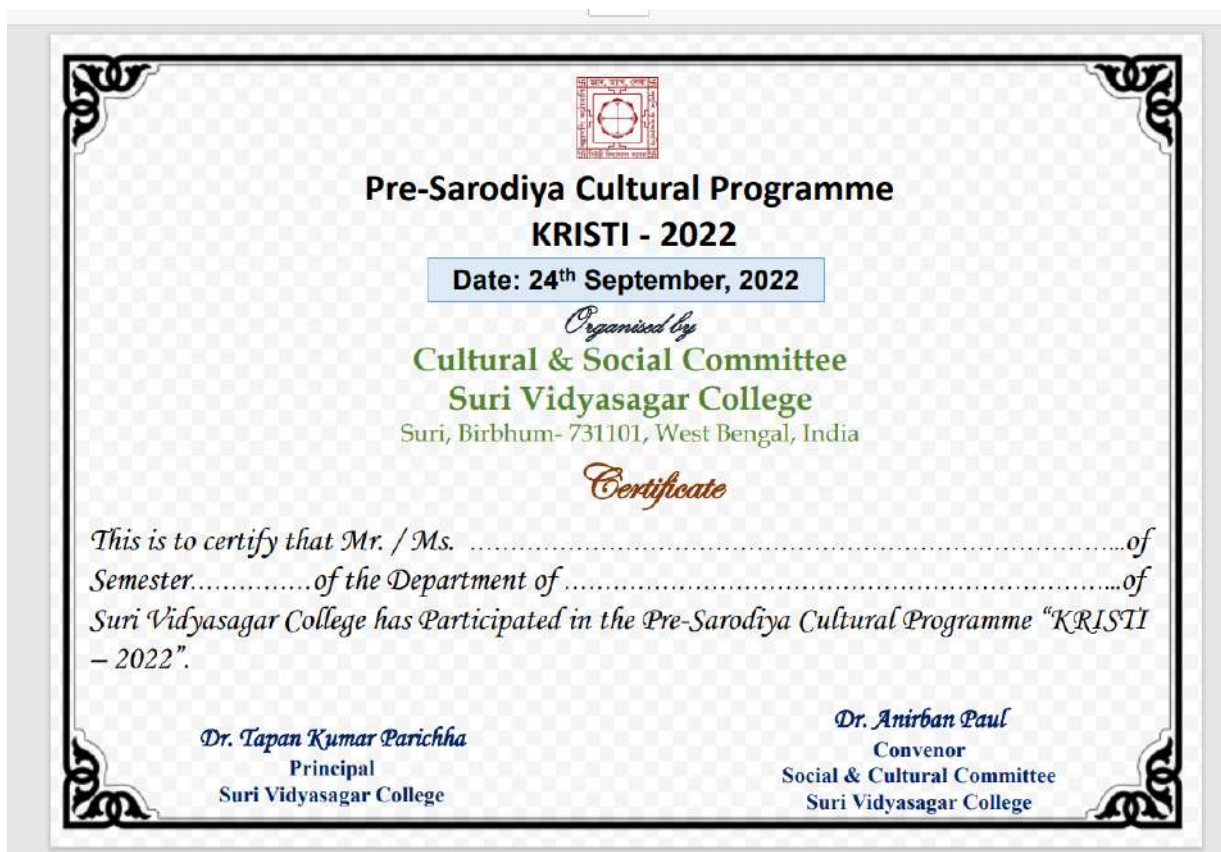 জ্ঞান, ত্যাগ, সেবা
Pre-Sarodiya Cultural Programme
KRISTI - 2022
Date: 24th September, 2022
Organised by
Cultural & Social Committee
Suri Vidyasagar College
Suri, Birbhum- 731101, West Bengal, India
Certificate
This is to certify that Mr. / Ms. ……………………………………………………………………...of
Semester…………...of the Department of …………………………………………………………...of
Suri Vidyasagar College has Participated in the Pre-Sarodiya Cultural Programme “KRISTI
– 2022”.
Dr. Tapan Kumar Parichha
Principal
Suri Vidyasagar College
Dr. Anirban Paul
Convenor
Social & Cultural Committee
Suri Vidyasagar College